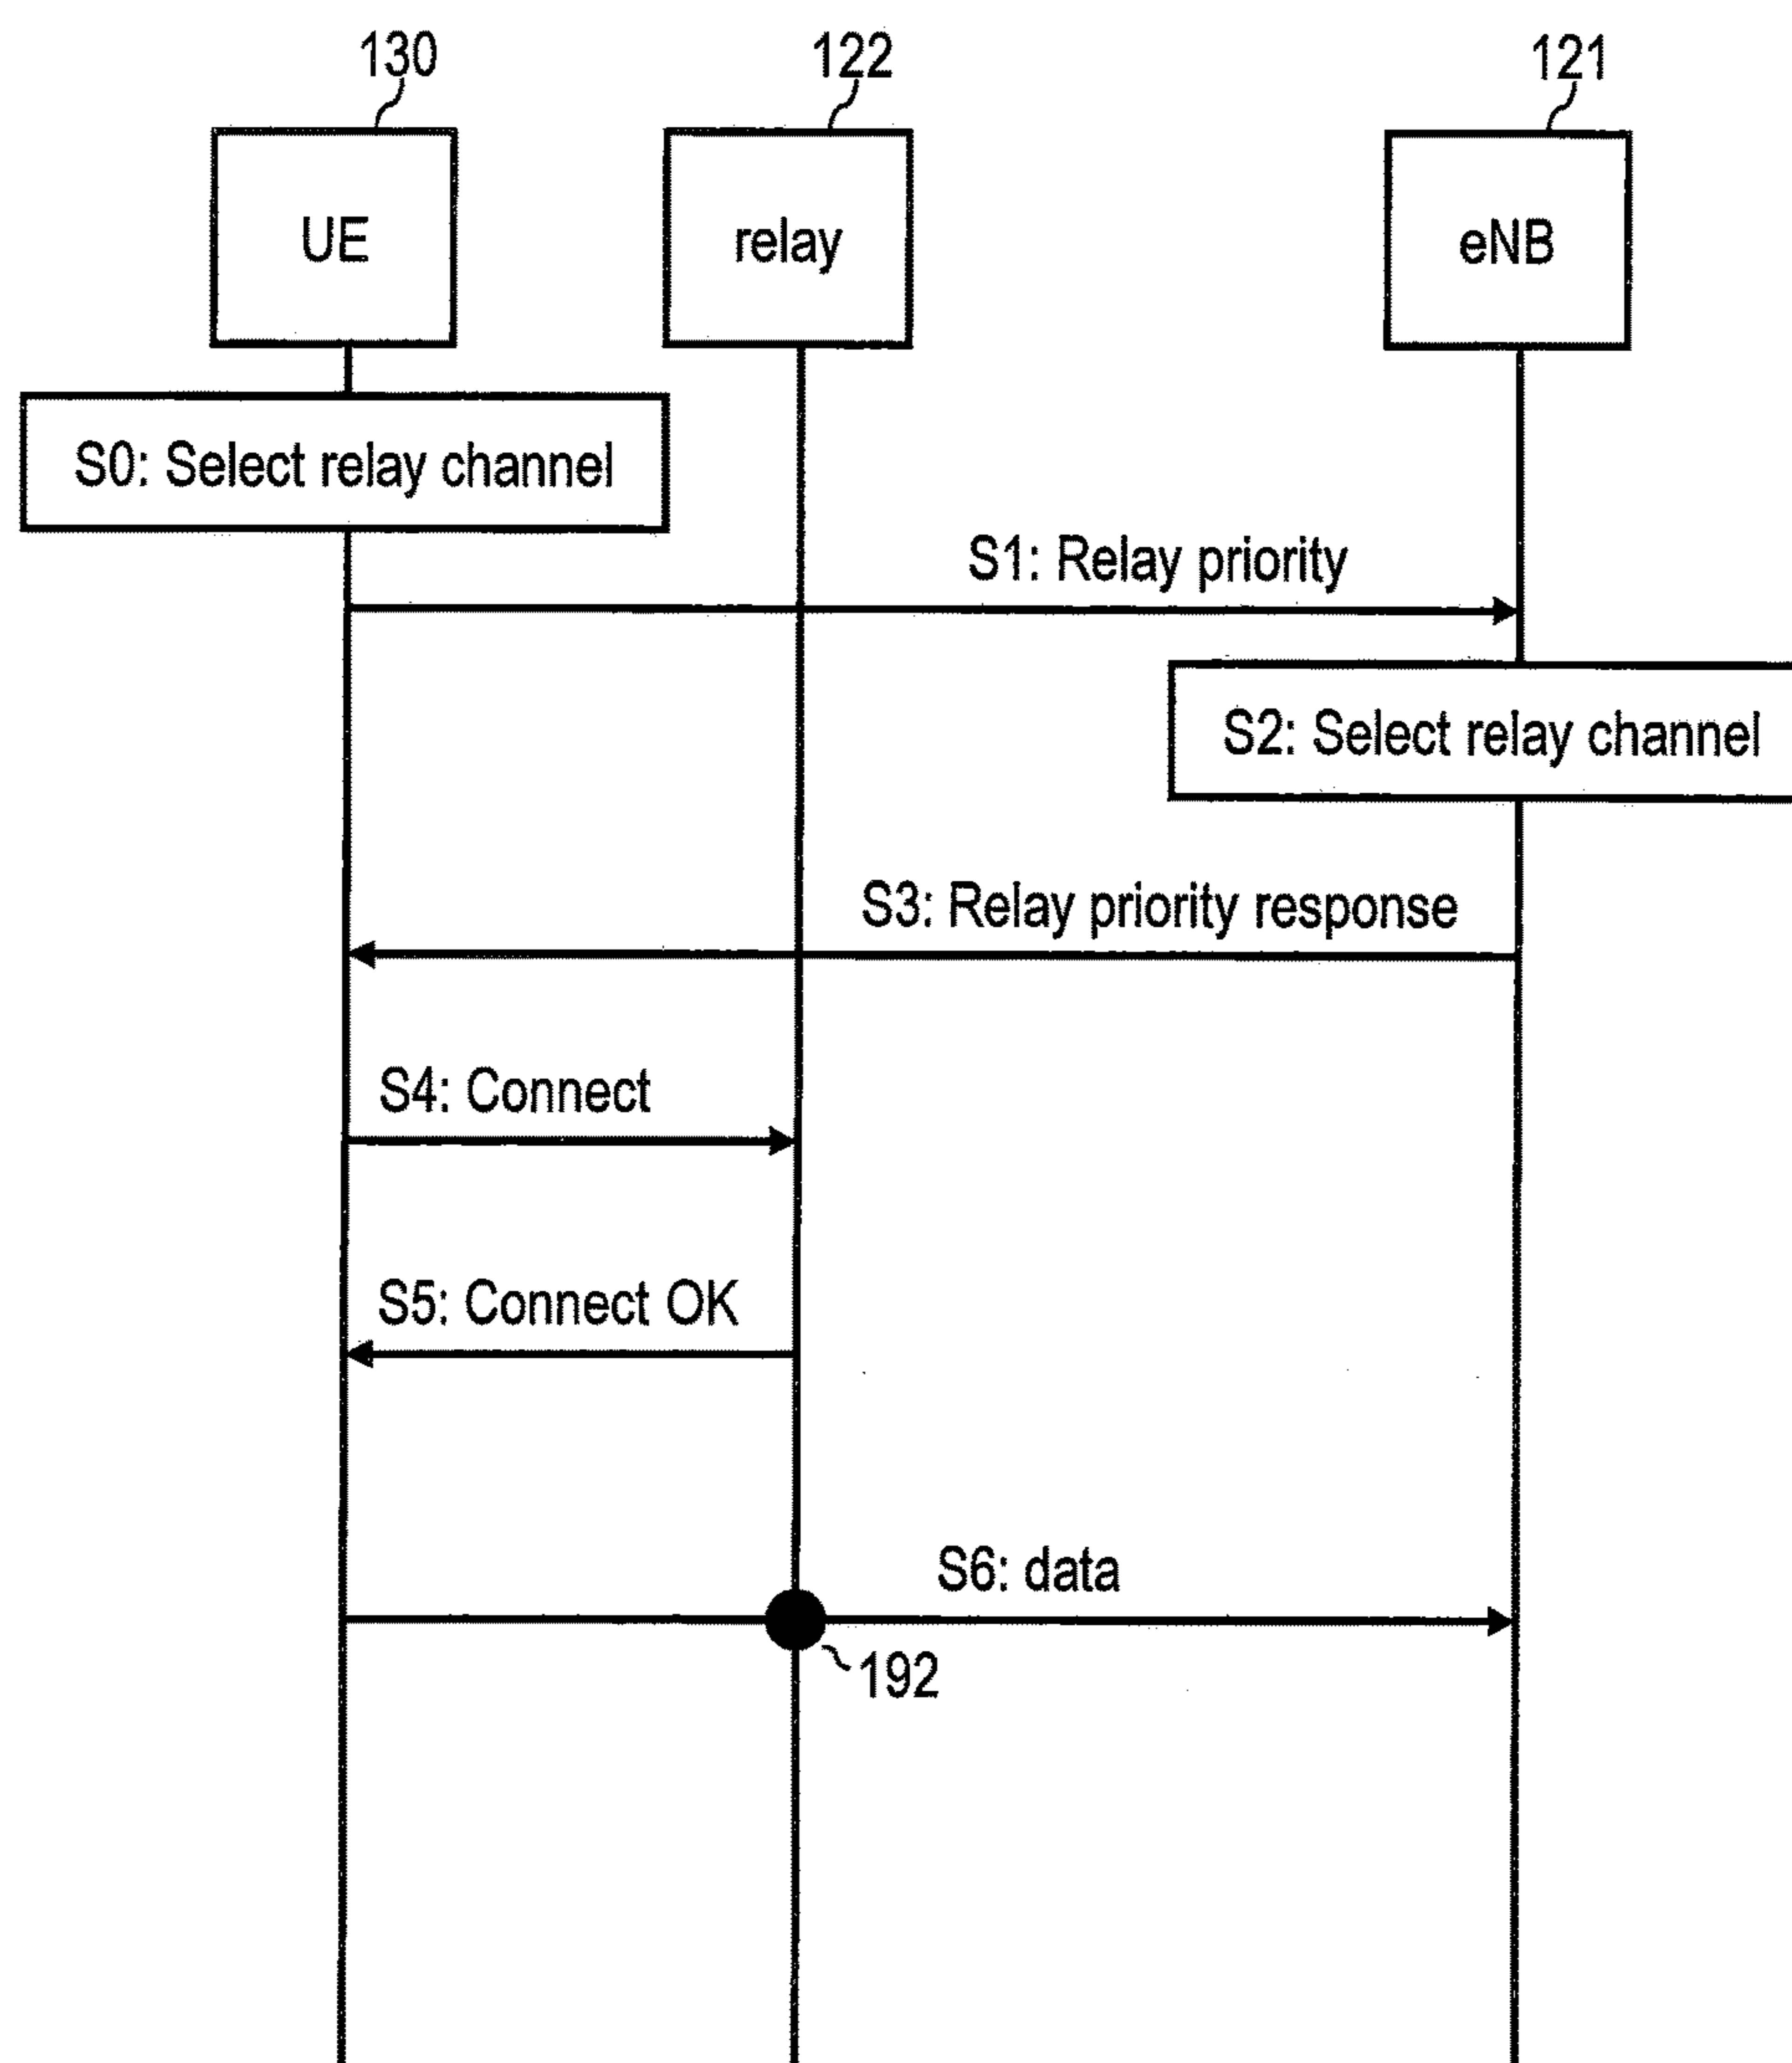 130
122
121
UE
relay
eNB
S0: Select relay channel
S1: Relay priority
S2: Select relay channel
S3: Relay priority response
S4: Connect
S5: Connect OK
S6: data
192